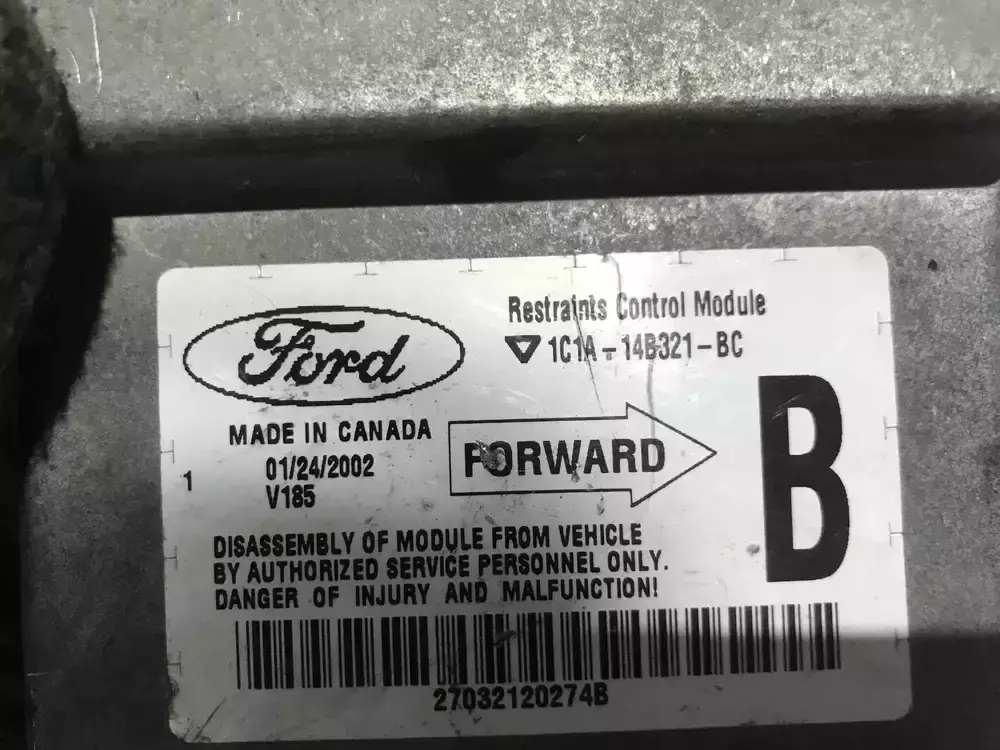 Ford
Restraints Control Module
1C1A-14B321-BC
MADE IN CANADA
01/24/2002
V185
1
FORWARD
B
DISASSEMBLY OF MODULE FROM VEHICLE
BY AUTHORIZED SERVICE PERSONNEL ONLY.
DANGER OF INJURY AND MALFUNCTION!
27032120274B